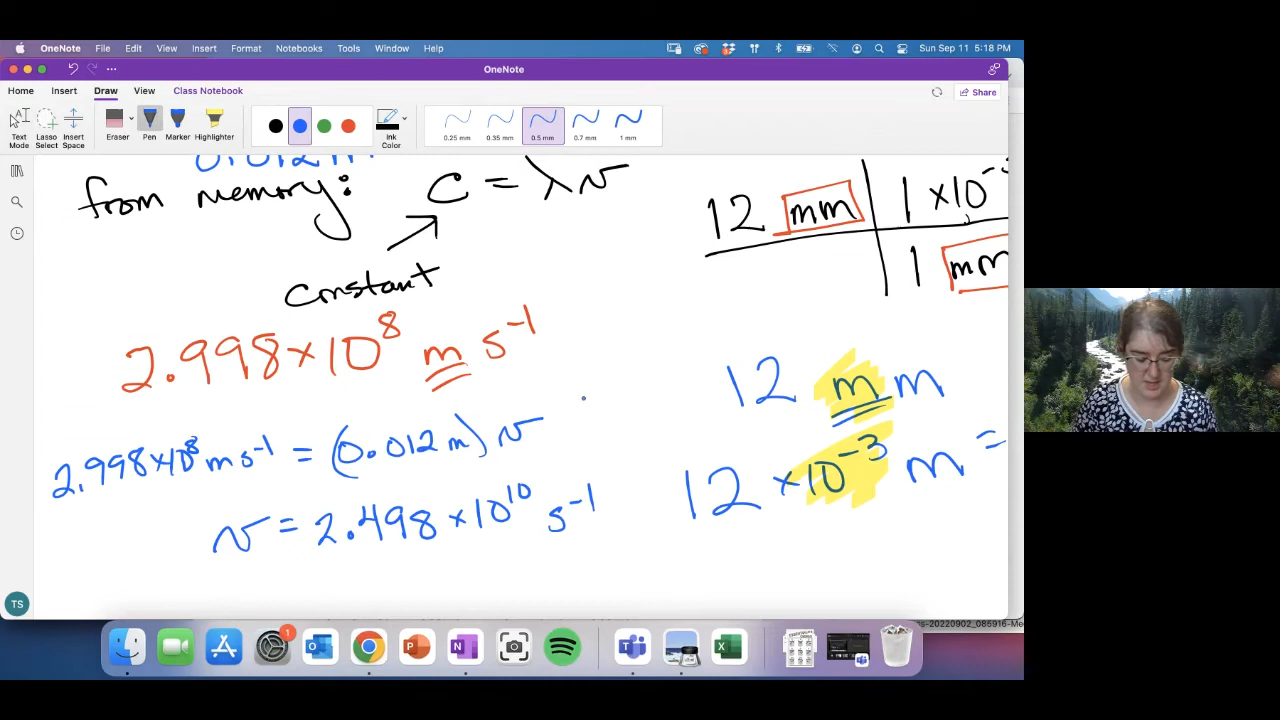 OneNote File Edit View Insert Format Notebooks Tools Window Help Sun Sep 11 5:18 PM
OneNote
Home Insert Draw View Class Notebook Share
Text Mode Lasso Select Insert Space Eraser Pen Marker Highlighter Ink Color 0.25 mm 0.35 mm 0.5 mm 0.7 mm 1 mm
0.012 m
from memory: C = λν
constant
2.998×10⁸ m s⁻¹
2.998×10⁸ m s⁻¹ = (0.012 m) ν
ν = 2.498 ×10¹⁰ s⁻¹
12 mm 1 ×10⁻³
1 mm
12 mm
12 ×10⁻³ m =
TS
1